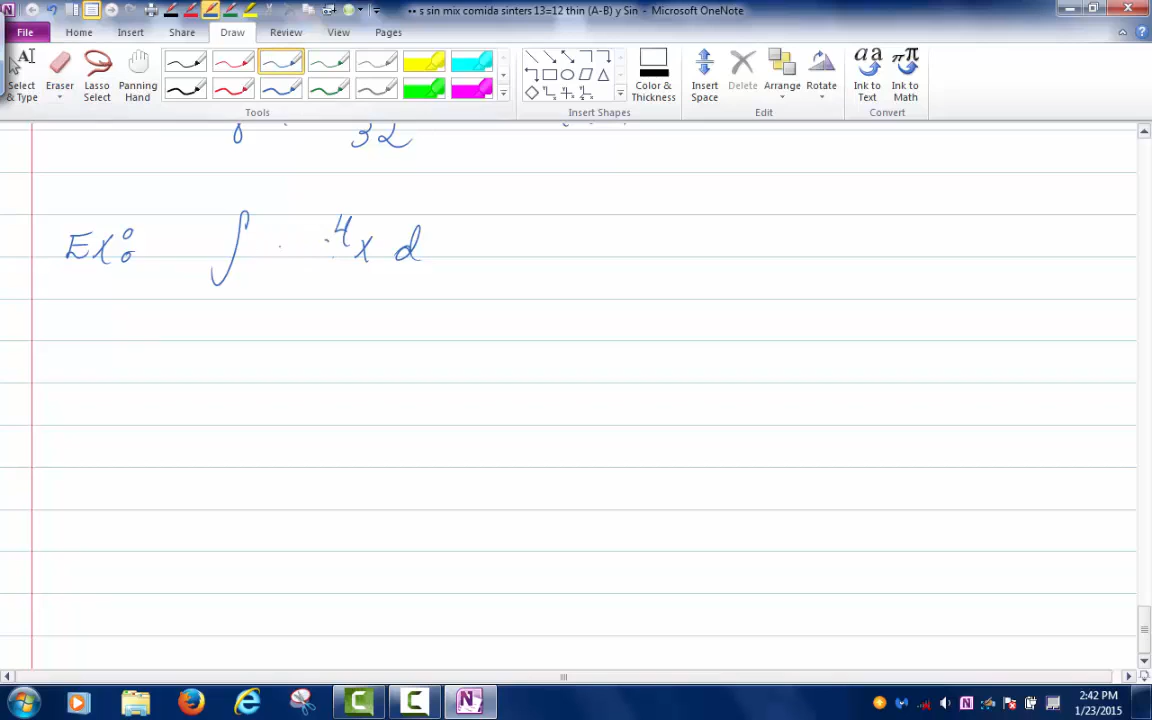 •• s sin mix comida sinters 13=12 thin (A-B) y Sin - Microsoft OneNote
File Home Insert Share Draw Review View Pages
Select & Type Eraser Lasso Select Panning Hand Color & Thickness Insert Space Delete Arrange Rotate Ink to Text Ink to Math
Tools Insert Shapes Edit Convert
8 32
Ex: ∫ ⁴x d
2:42 PM
1/23/2015